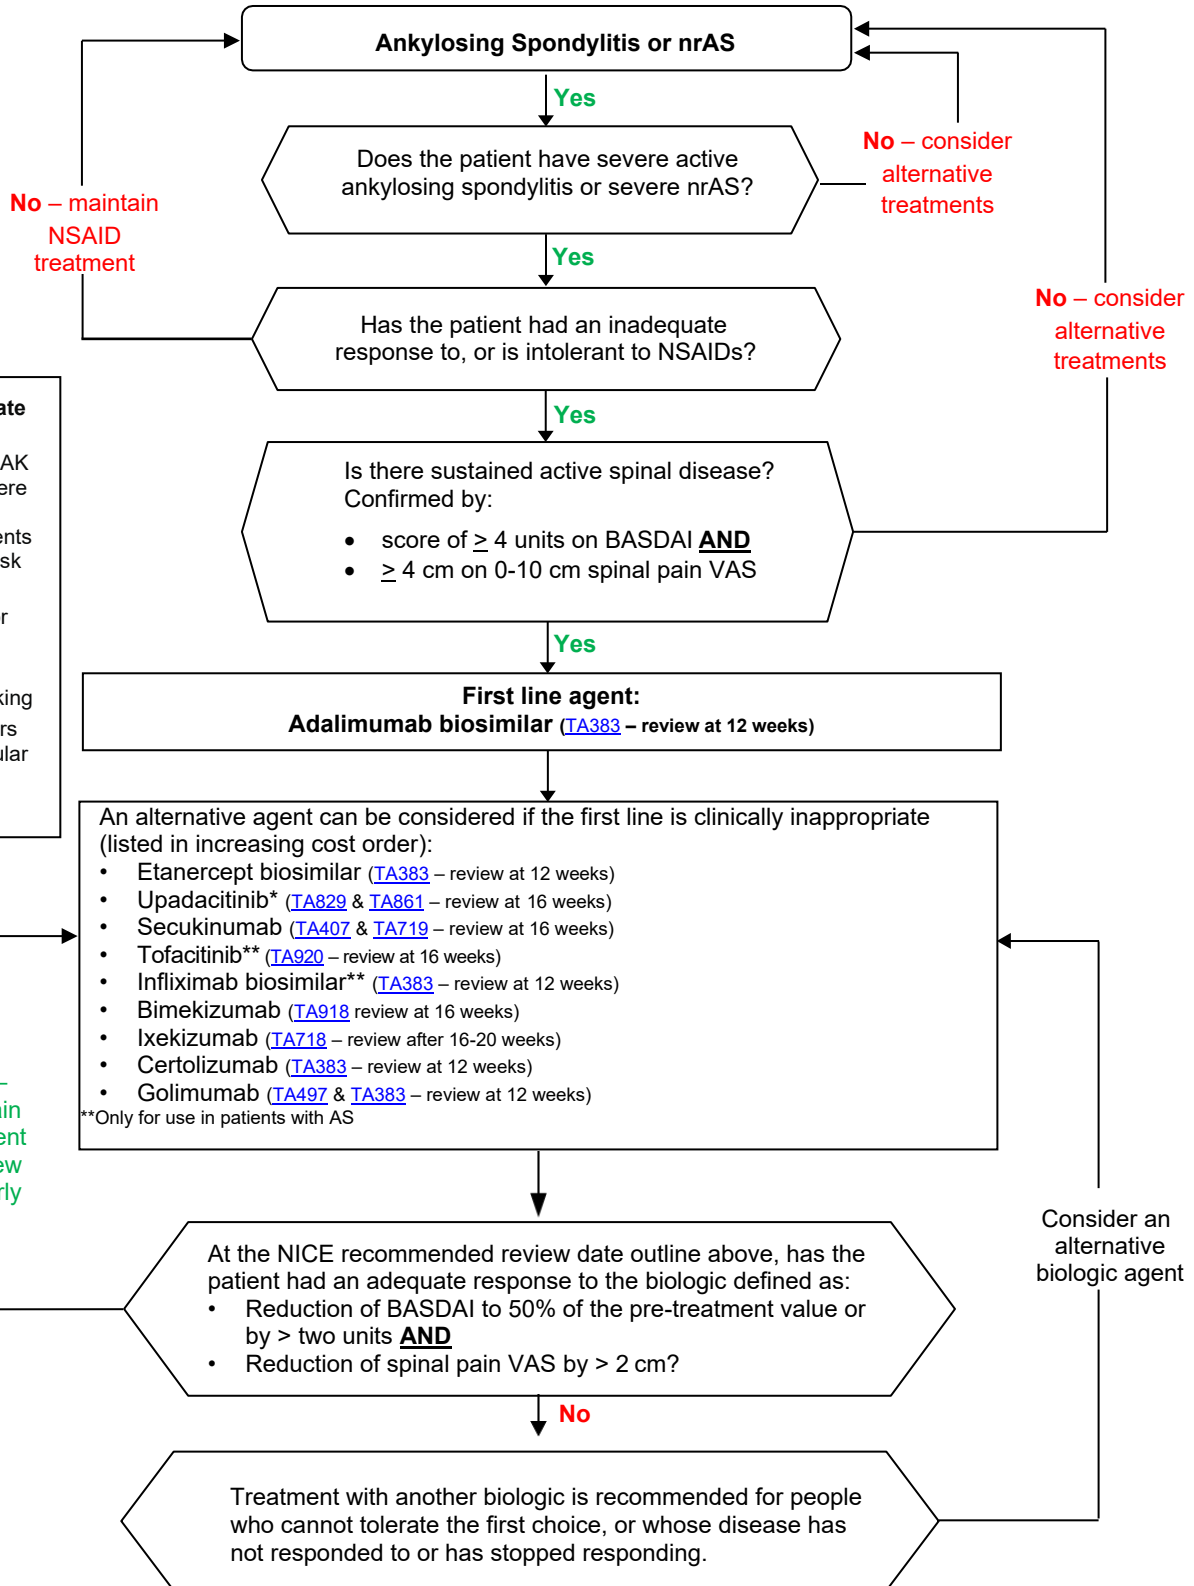 Ankylosing Spondylitis or nrAS
Yes
Does the patient have severe active
ankylosing spondylitis or severe nrAS?
No – consider
alternative
treatments
No – maintain
NSAID
treatment
Yes
Has the patient had an inadequate
response to, or is intolerant to NSAIDs?
No – consider
alternative
treatments
Yes
Is there sustained active spinal disease?
Confirmed by:
• score of > 4 units on BASDAI AND
• > 4 cm on 0-10 cm spinal pain VAS
Yes
First line agent:
Adalimumab biosimilar (TA383 – review at 12 weeks)
An alternative agent can be considered if the first line is clinically inappropriate
(listed in increasing cost order):
• Etanercept biosimilar (TA383 – review at 12 weeks)
• Upadacitinib* (TA829 & TA861 – review at 16 weeks)
• Secukinumab (TA407 & TA719 – review at 16 weeks)
• Tofacitinib** (TA920 – review at 16 weeks)
• Infliximab biosimilar** (TA383 – review at 12 weeks)
• Bimekizumab (TA918 review at 16 weeks)
• Ixekizumab (TA718 – review after 16-20 weeks)
• Certolizumab (TA383 – review at 12 weeks)
• Golimumab (TA497 & TA383 – review at 12 weeks)
**Only for use in patients with AS
At the NICE recommended review date outline above, has the
patient had an adequate response to the biologic defined as:
• Reduction of BASDAI to 50% of the pre-treatment value or
by > two units AND
• Reduction of spinal pain VAS by > 2 cm?
Consider an
alternative
biologic agent
No
Treatment with another biologic is recommended for people
who cannot tolerate the first choice, or whose disease has
not responded to or has stopped responding.